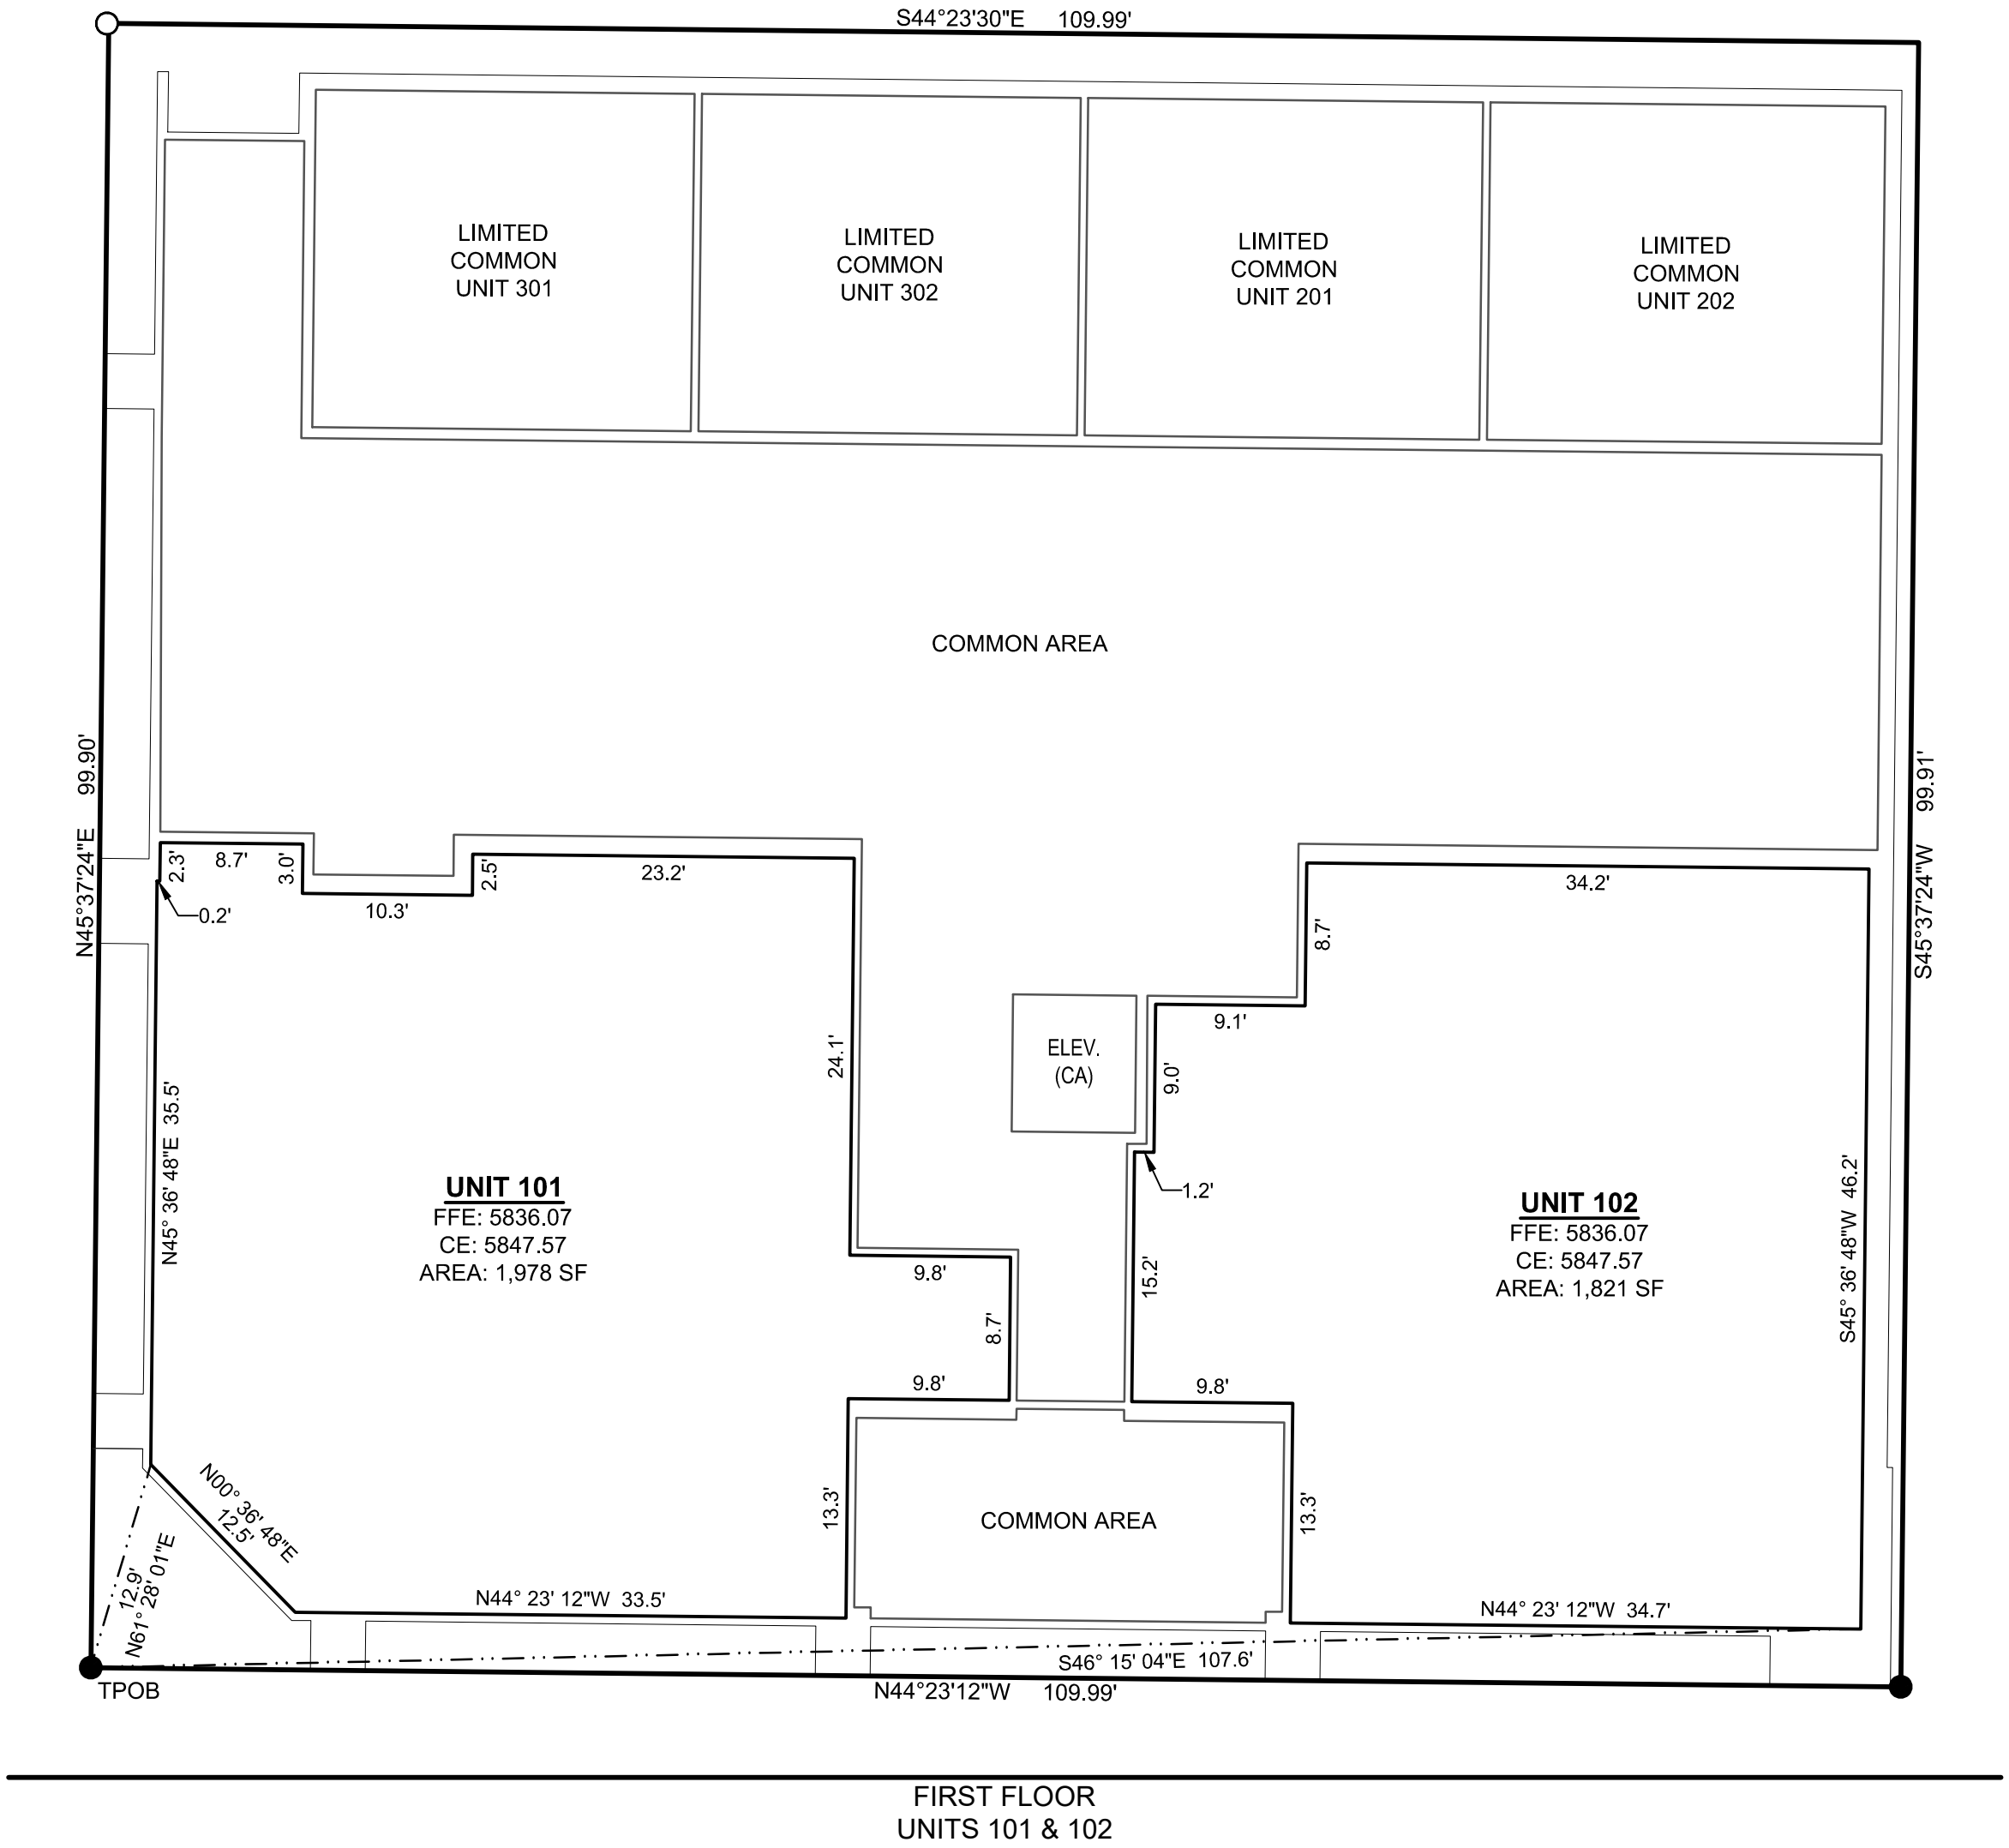 S44°23'30"E 109.99'
LIMITED
COMMON
UNIT 301
LIMITED
COMMON
UNIT 302
LIMITED
COMMON
UNIT 201
LIMITED
COMMON
UNIT 202
COMMON AREA
N45°37'24"E 99.90'
S45°37'24"W 99.91'
2.3'
8.7'
3.0'
10.3'
2.5'
23.2'
0.2'
34.2'
8.7'
9.1'
9.0'
24.1'
ELEV.
(CA)
1.2'
N45° 36' 48"E 35.5'
UNIT 101
FFE: 5836.07
CE: 5847.57
AREA: 1,978 SF
UNIT 102
FFE: 5836.07
CE: 5847.57
AREA: 1,821 SF
S45° 36' 48"W 46.2'
15.2'
9.8'
8.7'
9.8'
9.8'
13.3'
13.3'
COMMON AREA
N00° 36' 48"E
12.5'
12.9'
N61° 28' 01"E
N44° 23' 12"W 33.5'
N44° 23' 12"W 34.7'
S46° 15' 04"E 107.6'
TPOB
N44°23'12"W 109.99'
FIRST FLOOR
UNITS 101 & 102